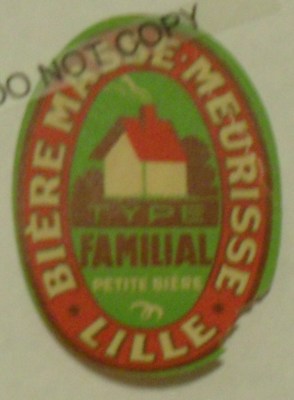 DO NOT COPY
BIÈRE MASSE-MEURISSE
LILLE
TYPE
FAMILIAL
PETITE BIÈRE